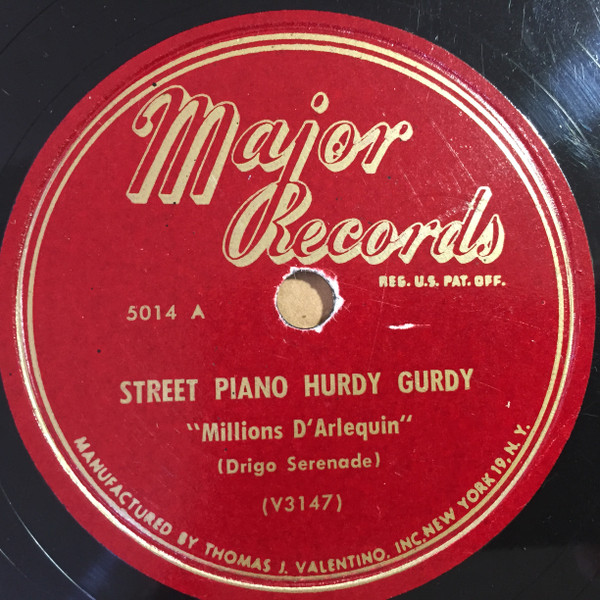 Major
Records
REG. U.S. PAT. OFF.
5014 A
STREET PIANO HURDY GURDY
"Millions D'Arlequin"
(Drigo Serenade)
(V3147)
MANUFACTURED BY THOMAS J. VALENTINO, INC. NEW YORK 19, N.Y.